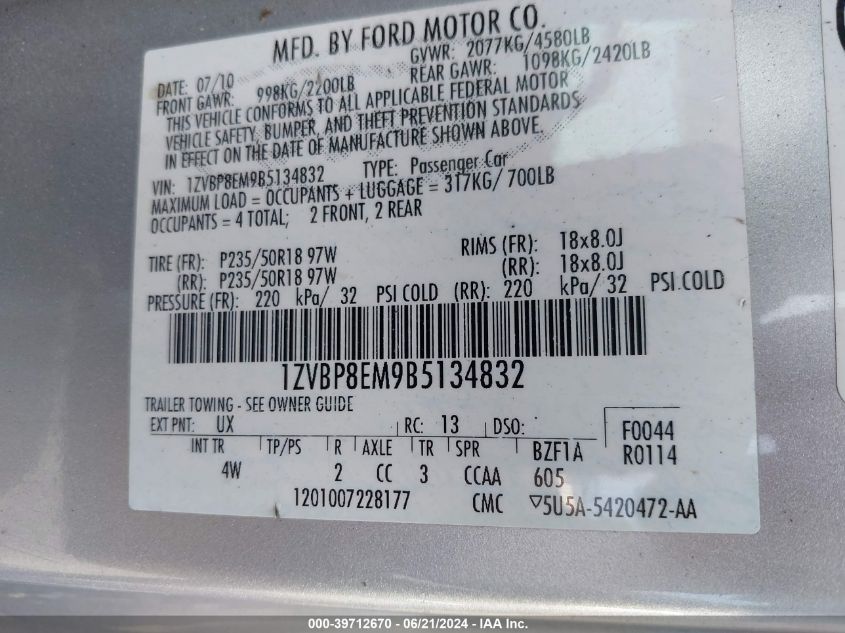 MFD. BY FORD MOTOR CO.
DATE: 07/10 GVWR: 2077KG/4580LB
FRONT GAWR: 998KG/2200LB REAR GAWR: 1098KG/2420LB
THIS VEHICLE CONFORMS TO ALL APPLICABLE FEDERAL MOTOR
VEHICLE SAFETY, BUMPER, AND THEFT PREVENTION STANDARDS
IN EFFECT ON THE DATE OF MANUFACTURE SHOWN ABOVE.
VIN: 1ZVBP8EM9B5134832 TYPE: Passenger Car
MAXIMUM LOAD = OCCUPANTS + LUGGAGE = 317KG/ 700LB
OCCUPANTS = 4 TOTAL; 2 FRONT, 2 REAR
TIRE (FR): P235/50R18 97W RIMS (FR): 18x8.0J
(RR): P235/50R18 97W (RR): 18x8.0J
PRESSURE (FR): 220 kPa/ 32 PSI COLD (RR): 220 kPa/ 32 PSI COLD
1ZVBP8EM9B5134832
TRAILER TOWING - SEE OWNER GUIDE
EXT PNT: UX RC: 13 DSO: F0044
INT TR TP/PS R AXLE TR SPR BZF1A R0114
4W 2 CC 3 CCAA 605
1201007228177 CMC ▽5U5A-5420472-AA
000-39712670 - 06/21/2024 - IAA Inc.